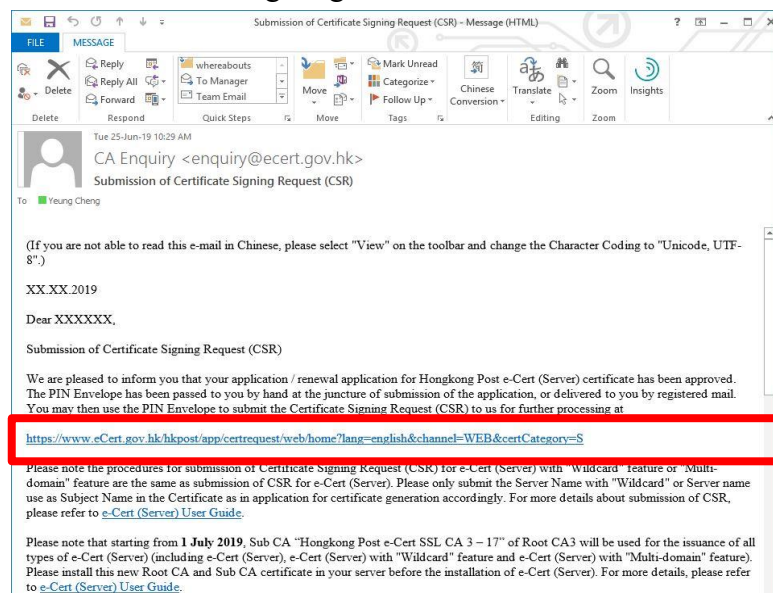 Submission of Certificate Signing Request (CSR) - Message (HTML)
FILE MESSAGE
Delete
Reply
Reply All
Forward
whereabouts
To Manager
Team Email
Move
Mark Unread
Categorize
Follow Up
Chinese Conversion
Translate
Zoom
Insights
Delete Respond Quick Steps Move Tags Editing Zoom
Tue 25-Jun-19 10:29 AM
CA Enquiry <enquiry@ecert.gov.hk>
Submission of Certificate Signing Request (CSR)
To Yeung Cheng
(If you are not able to read this e-mail in Chinese, please select "View" on the toolbar and change the Character Coding to "Unicode, UTF-
8".)
XX.XX.2019
Dear XXXXXX,
Submission of Certificate Signing Request (CSR)
We are pleased to inform you that your application / renewal application for Hongkong Post e-Cert (Server) certificate has been approved.
The PIN Envelope has been passed to you by hand at the juncture of submission of the application, or delivered to you by registered mail.
You may then use the PIN Envelope to submit the Certificate Signing Request (CSR) to us for further processing at
https://www.eCert.gov.hk/hkpost/app/certrequest/web/home?lang=english&channel=WEB&certCategory=S
Please note the procedures for submission of Certificate Signing Request (CSR) for e-Cert (Server) with "Wildcard" feature or "Multi-
domain" feature are the same as submission of CSR for e-Cert (Server). Please only submit the Server Name with "Wildcard" or Server name
use as Subject Name in the Certificate as in application for certificate generation accordingly. For more details about submission of CSR,
please refer to e-Cert (Server) User Guide.
Please note that starting from 1 July 2019, Sub CA "Hongkong Post e-Cert SSL CA 3 – 17" of Root CA3 will be used for the issuance of all
types of e-Cert (Server) (including e-Cert (Server), e-Cert (Server) with "Wildcard" feature and e-Cert (Server) with "Multi-domain" feature).
Please install this new Root CA and Sub CA certificate in your server before the installation of e-Cert (Server). For more details, please refer
to e-Cert (Server) User Guide.